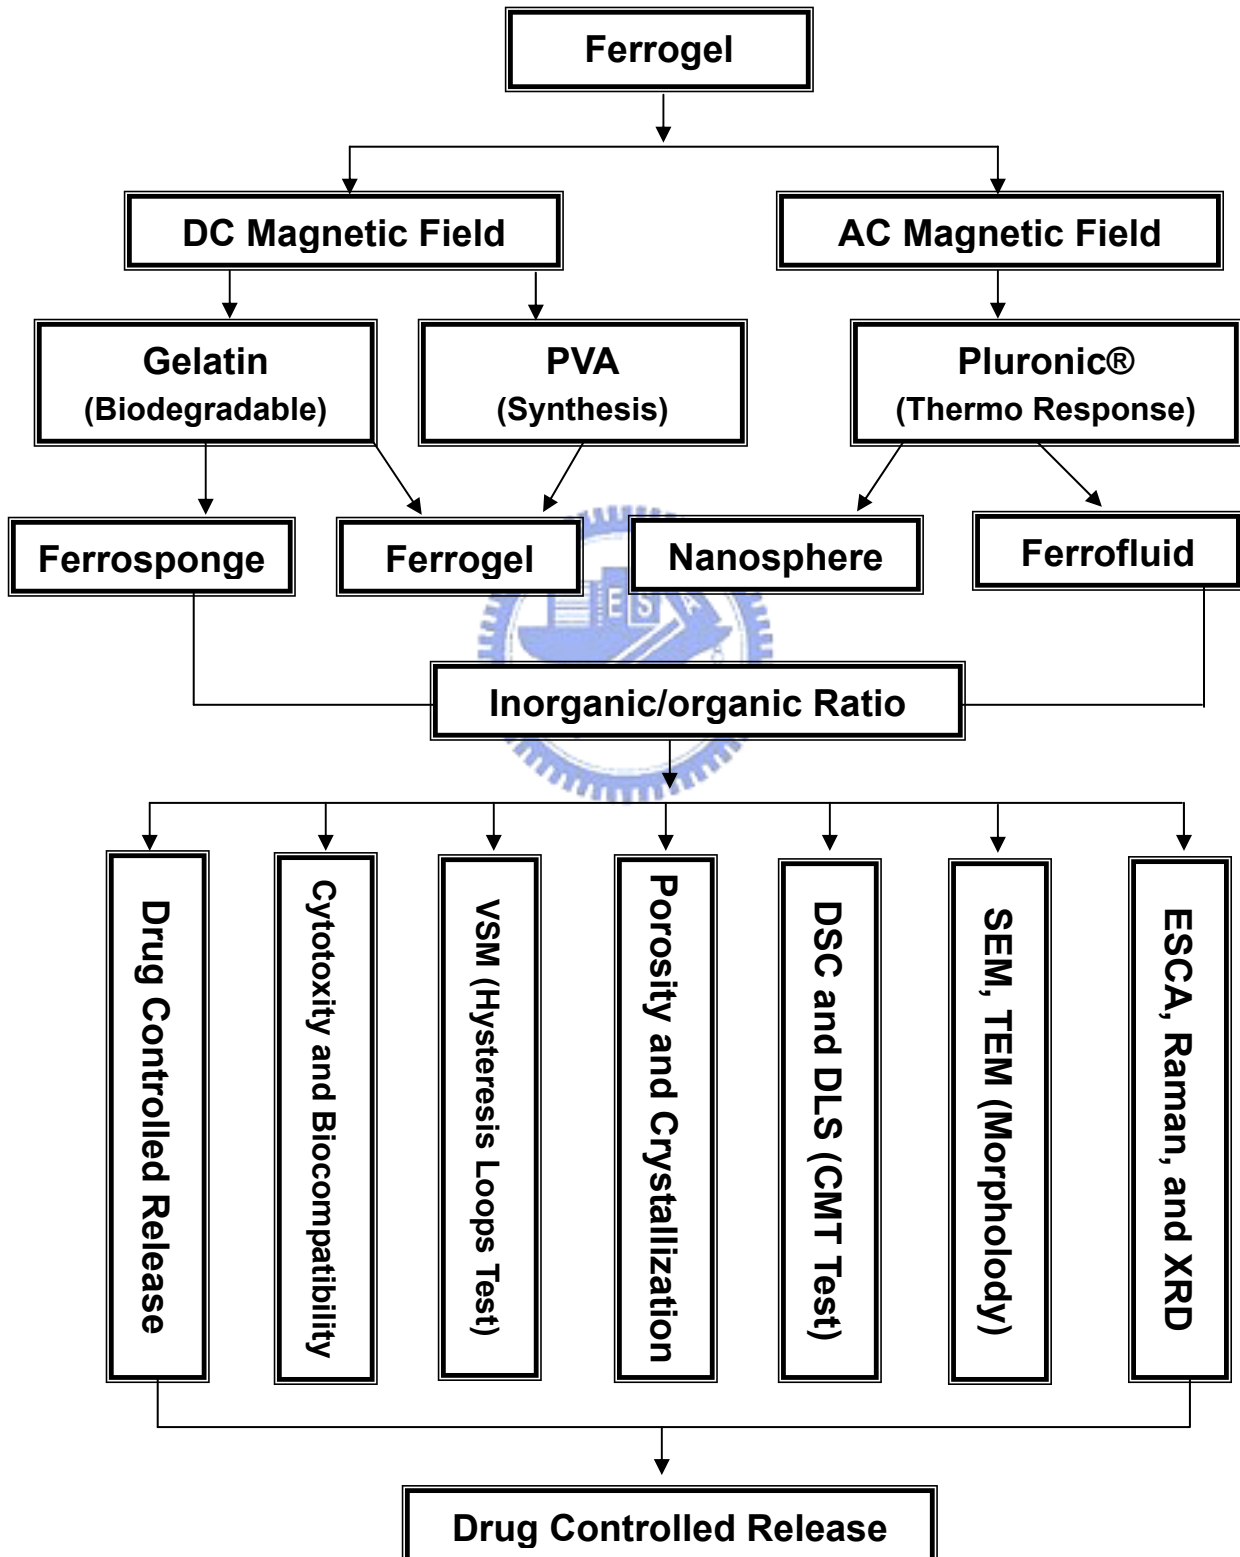 Ferrogel
DC Magnetic Field
AC Magnetic Field
Gelatin
(Biodegradable)
PVA
(Synthesis)
Pluronic®
(Thermo Response)
Ferrosponge
Ferrogel
Nanosphere
Ferrofluid
E S A
Inorganic/organic Ratio
Drug Controlled Release
Cytotoxity and Biocompatibility
VSM (Hysteresis Loops Test)
Porosity and Crystallization
DSC and DLS (CMT Test)
SEM, TEM (Morpholody)
ESCA, Raman, and XRD
Drug Controlled Release